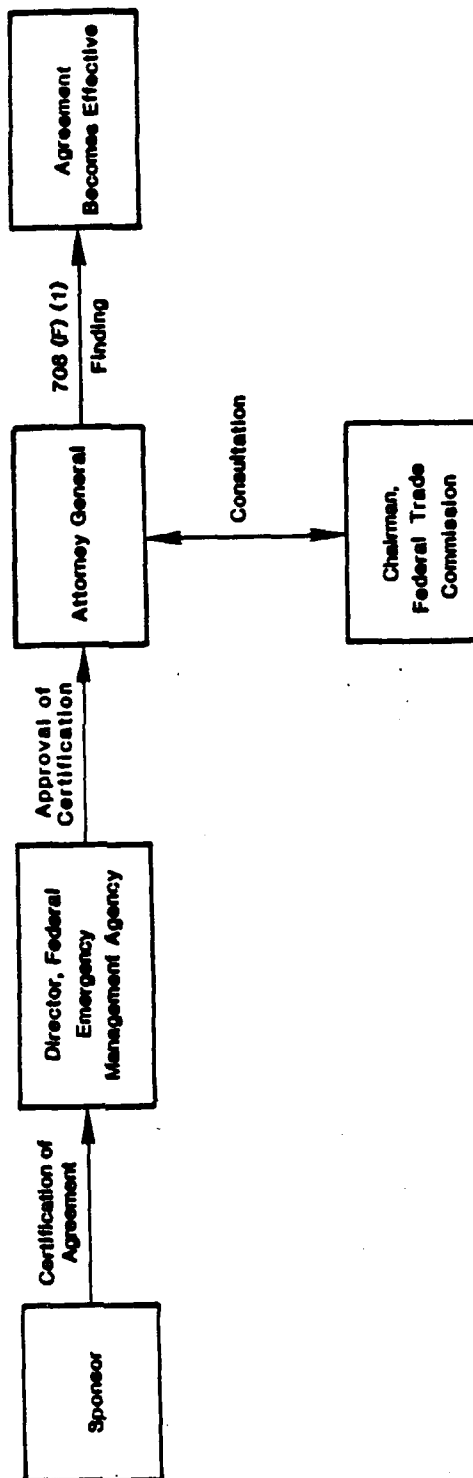 Sponsor
Certification of
Agreement
Director, Federal
Emergency
Management Agency
Approval of
Certification
Attorney General
708 (F) (1)
Finding
Agreement
Becomes Effective
Consultation
Chairman,
Federal Trade
Commission